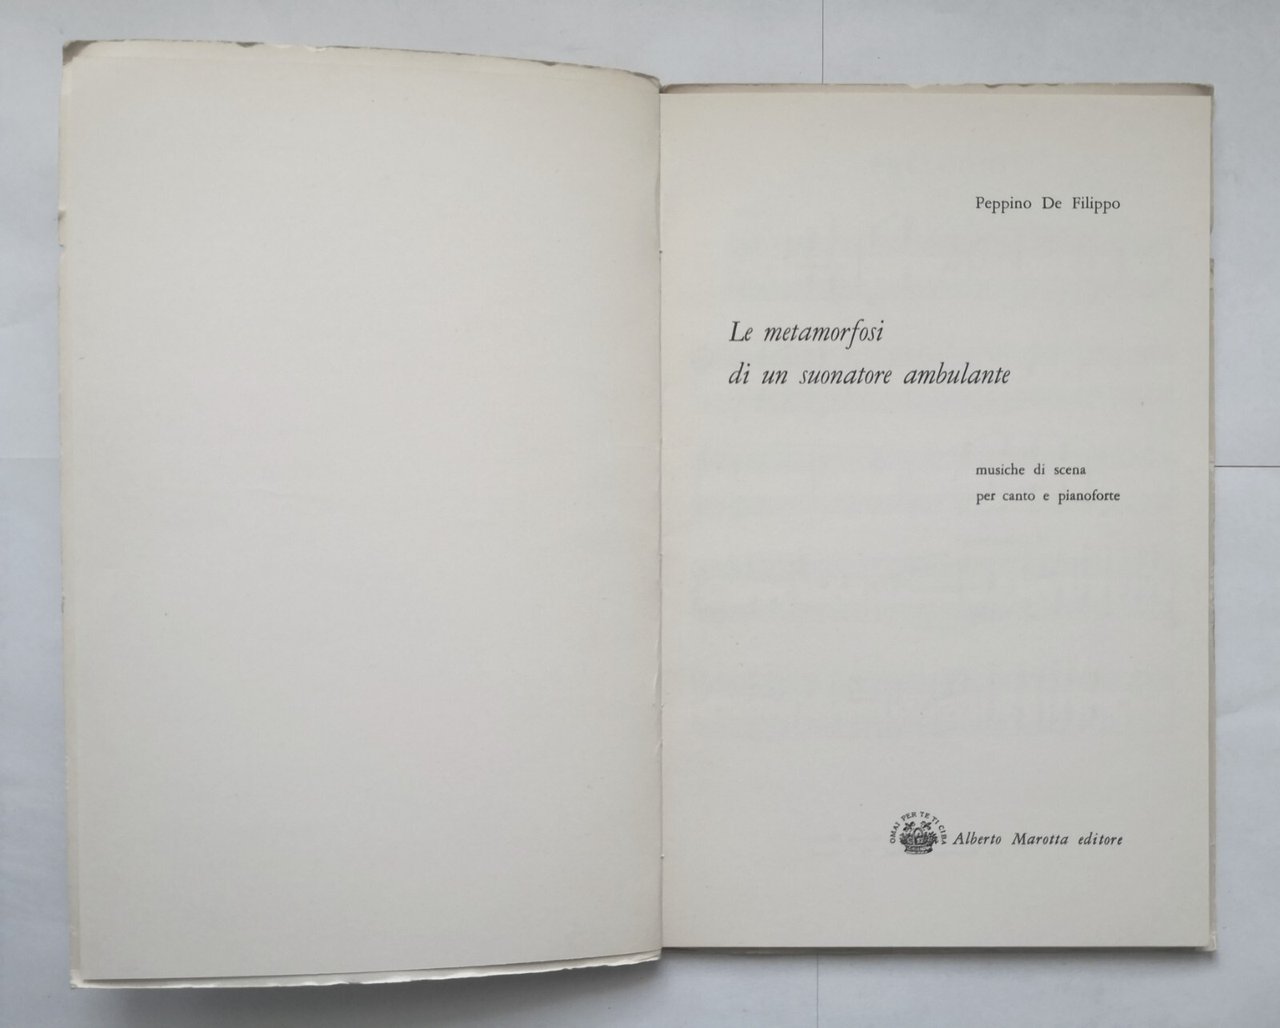 Peppino De Filippo
Le metamorfosi
di un suonatore ambulante
musiche di scena
per canto e pianoforte
OMAI PER TE TI CIBA
Alberto Marotta editore